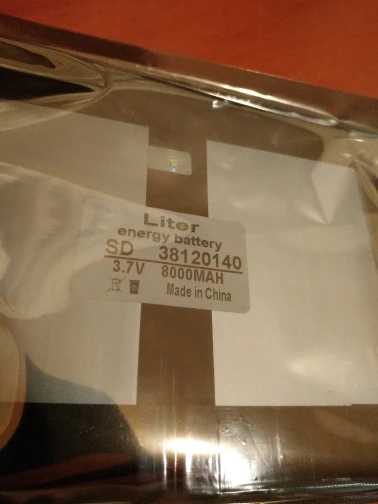 Liter
energy battery
SD 38120140
3.7V 8000MAH
Made in China